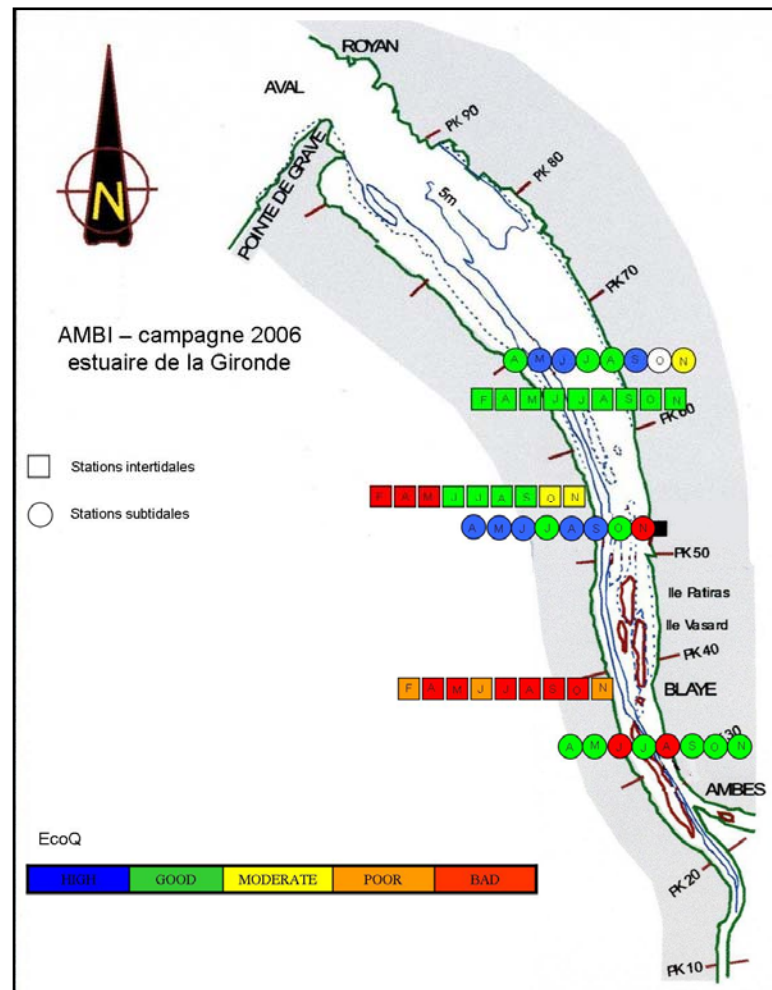 ROYAN
AVAL
PK 90
PK 80
N
5m
POINTE DE GRAVE
PK 70
AMBI – campagne 2006
estuaire de la Gironde
A M J J A S O N
F A M J J A S O N
PK 60
Stations intertidales
F A M J J A S O N
Stations subtidales
A M J J A S O N
PK 50
Ile Patiras
Ile Vasard
PK 40
F A M J J A S O N
BLAYE
A M J J A S O N
30
AMBES
EcoQ
PK 20
HIGH GOOD MODERATE POOR BAD
PK 10